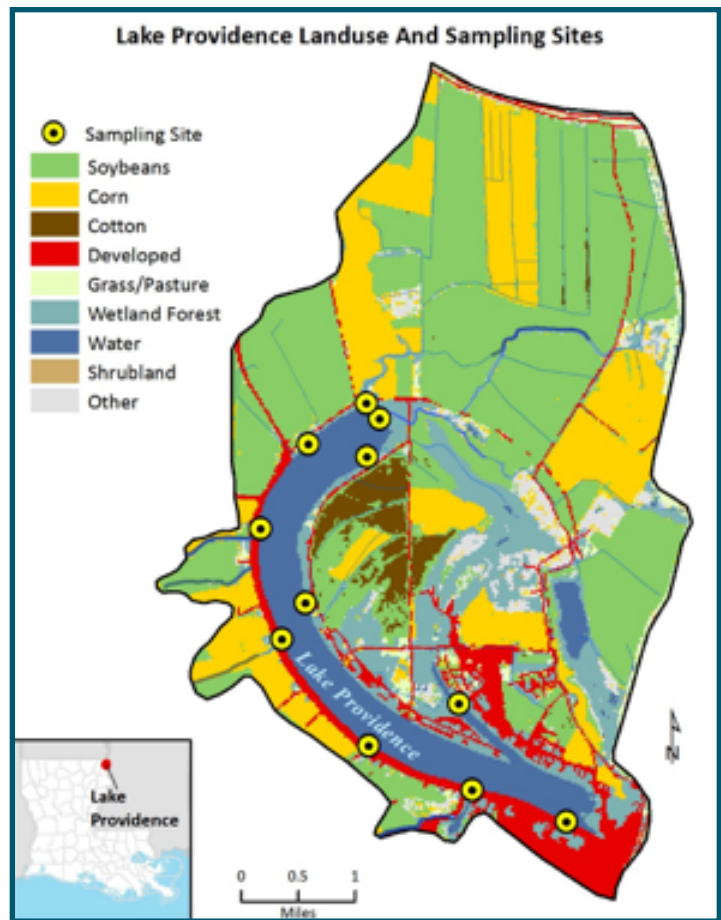 Lake Providence Landuse And Sampling Sites
Sampling Site
Soybeans
Corn
Cotton
Developed
Grass/Pasture
Wetland Forest
Water
Shrubland
Other
Lake Providence
N
Lake
Providence
0 0.5 1
Miles